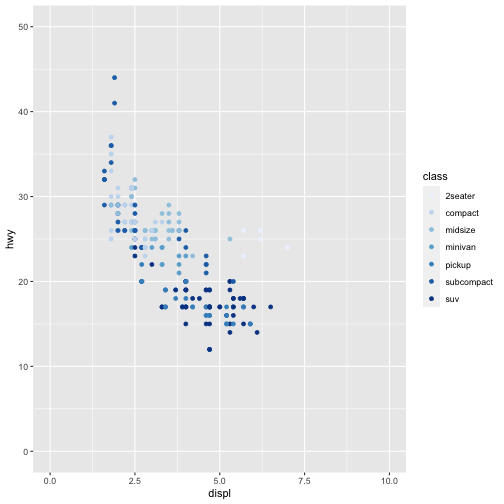 50
40
30
20
10
0
hwy
0.0 2.5 5.0 7.5 10.0
displ
class
2seater
compact
midsize
minivan
pickup
subcompact
suv